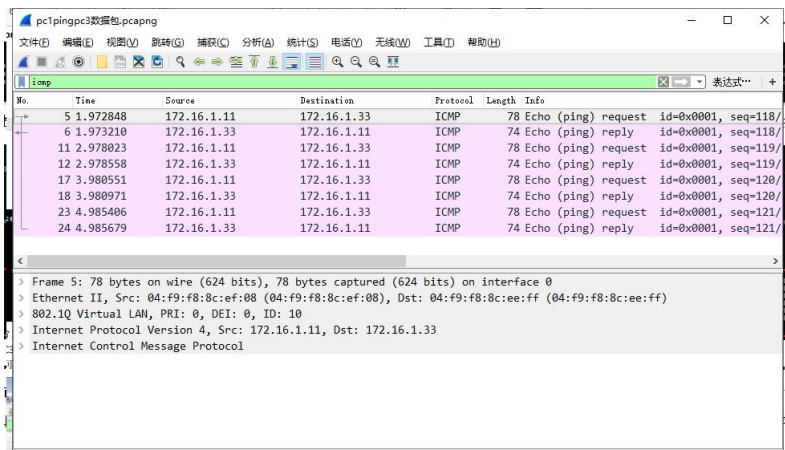 pc1pingpc3数据包.pcapng
文件(F) 编辑(E) 视图(V) 跳转(G) 捕获(C) 分析(A) 统计(S) 电话(Y) 无线(W) 工具(T) 帮助(H)
icmp 表达式… +
No. Time Source Destination Protocol Length Info
5 1.972848 172.16.1.11 172.16.1.33 ICMP 78 Echo (ping) request id=0x0001, seq=118/
6 1.973210 172.16.1.33 172.16.1.11 ICMP 74 Echo (ping) reply id=0x0001, seq=118/
11 2.978023 172.16.1.11 172.16.1.33 ICMP 78 Echo (ping) request id=0x0001, seq=119/
12 2.978558 172.16.1.33 172.16.1.11 ICMP 74 Echo (ping) reply id=0x0001, seq=119/
17 3.980551 172.16.1.11 172.16.1.33 ICMP 78 Echo (ping) request id=0x0001, seq=120/
18 3.980971 172.16.1.33 172.16.1.11 ICMP 74 Echo (ping) reply id=0x0001, seq=120/
23 4.985406 172.16.1.11 172.16.1.33 ICMP 78 Echo (ping) request id=0x0001, seq=121/
24 4.985679 172.16.1.33 172.16.1.11 ICMP 74 Echo (ping) reply id=0x0001, seq=121/
Frame 5: 78 bytes on wire (624 bits), 78 bytes captured (624 bits) on interface 0
Ethernet II, Src: 04:f9:f8:8c:ef:08 (04:f9:f8:8c:ef:08), Dst: 04:f9:f8:8c:ee:ff (04:f9:f8:8c:ee:ff)
802.1Q Virtual LAN, PRI: 0, DEI: 0, ID: 10
Internet Protocol Version 4, Src: 172.16.1.11, Dst: 172.16.1.33
Internet Control Message Protocol